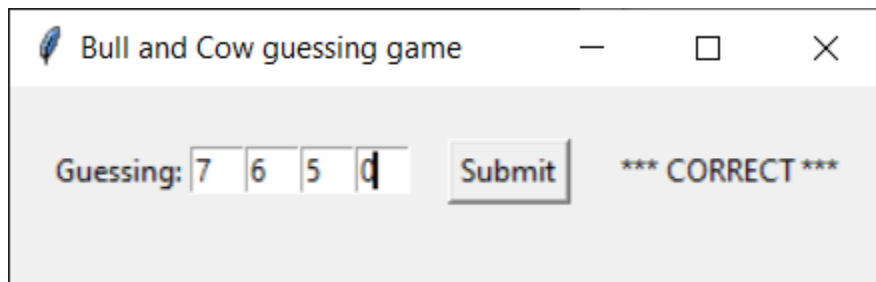 Bull and Cow guessing game
Guessing: 7 6 5 0 Submit *** CORRECT ***